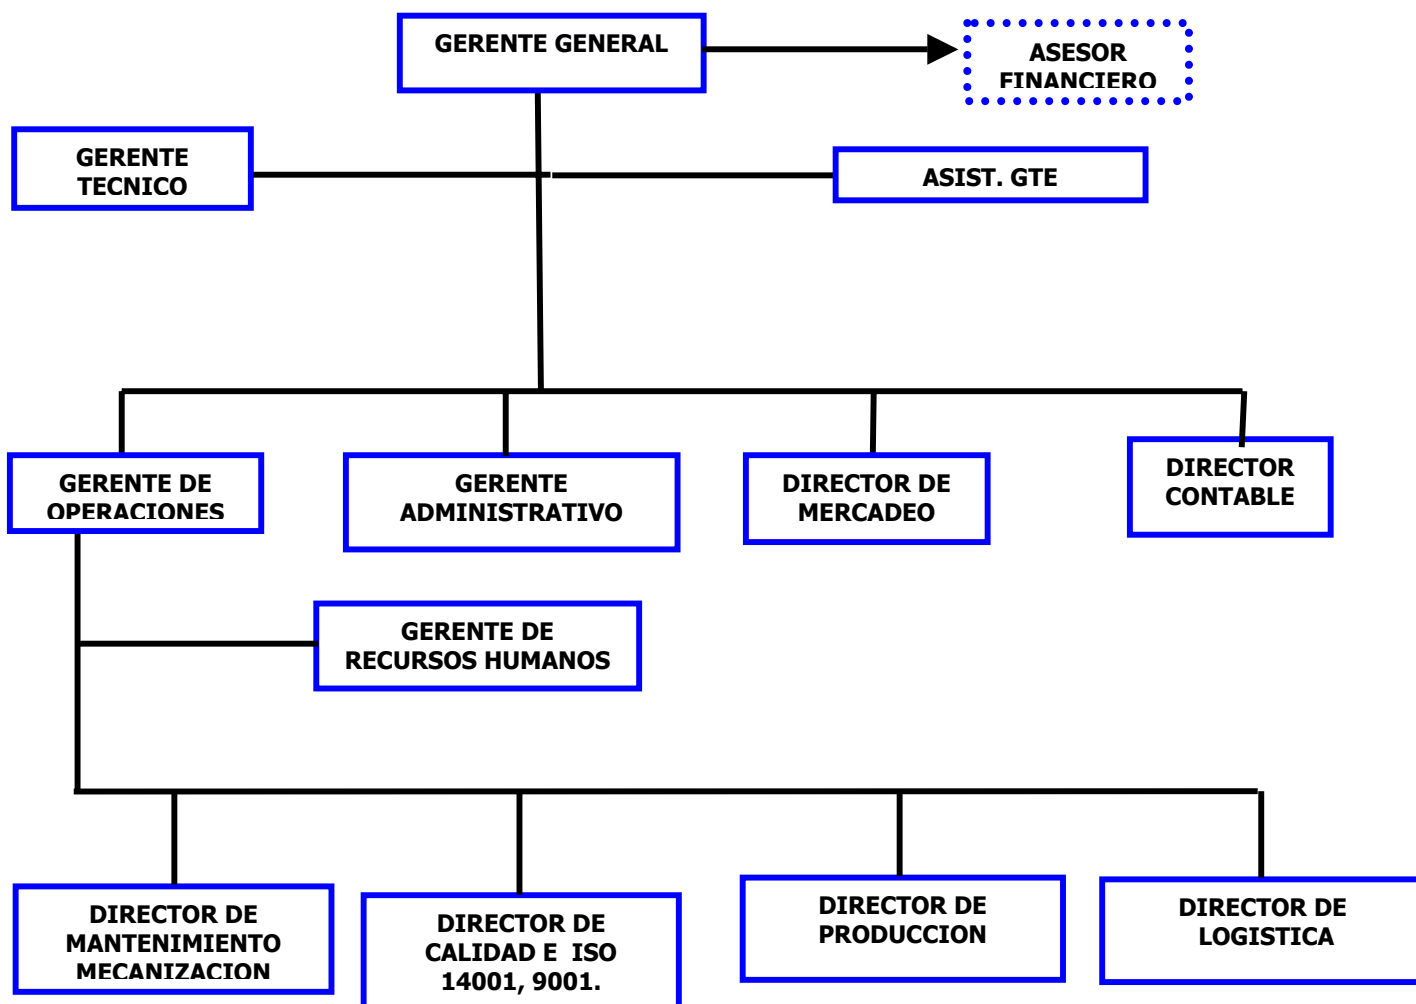 GERENTE GENERAL
ASESOR
FINANCIERO
GERENTE
TECNICO
ASIST. GTE
GERENTE DE
OPERACIONES
GERENTE
ADMINISTRATIVO
DIRECTOR DE
MERCADEO
DIRECTOR
CONTABLE
GERENTE DE
RECURSOS HUMANOS
DIRECTOR DE
MANTENIMIENTO
MECANIZACION
DIRECTOR DE
CALIDAD E  ISO
14001, 9001.
DIRECTOR DE
PRODUCCION
DIRECTOR DE
LOGISTICA